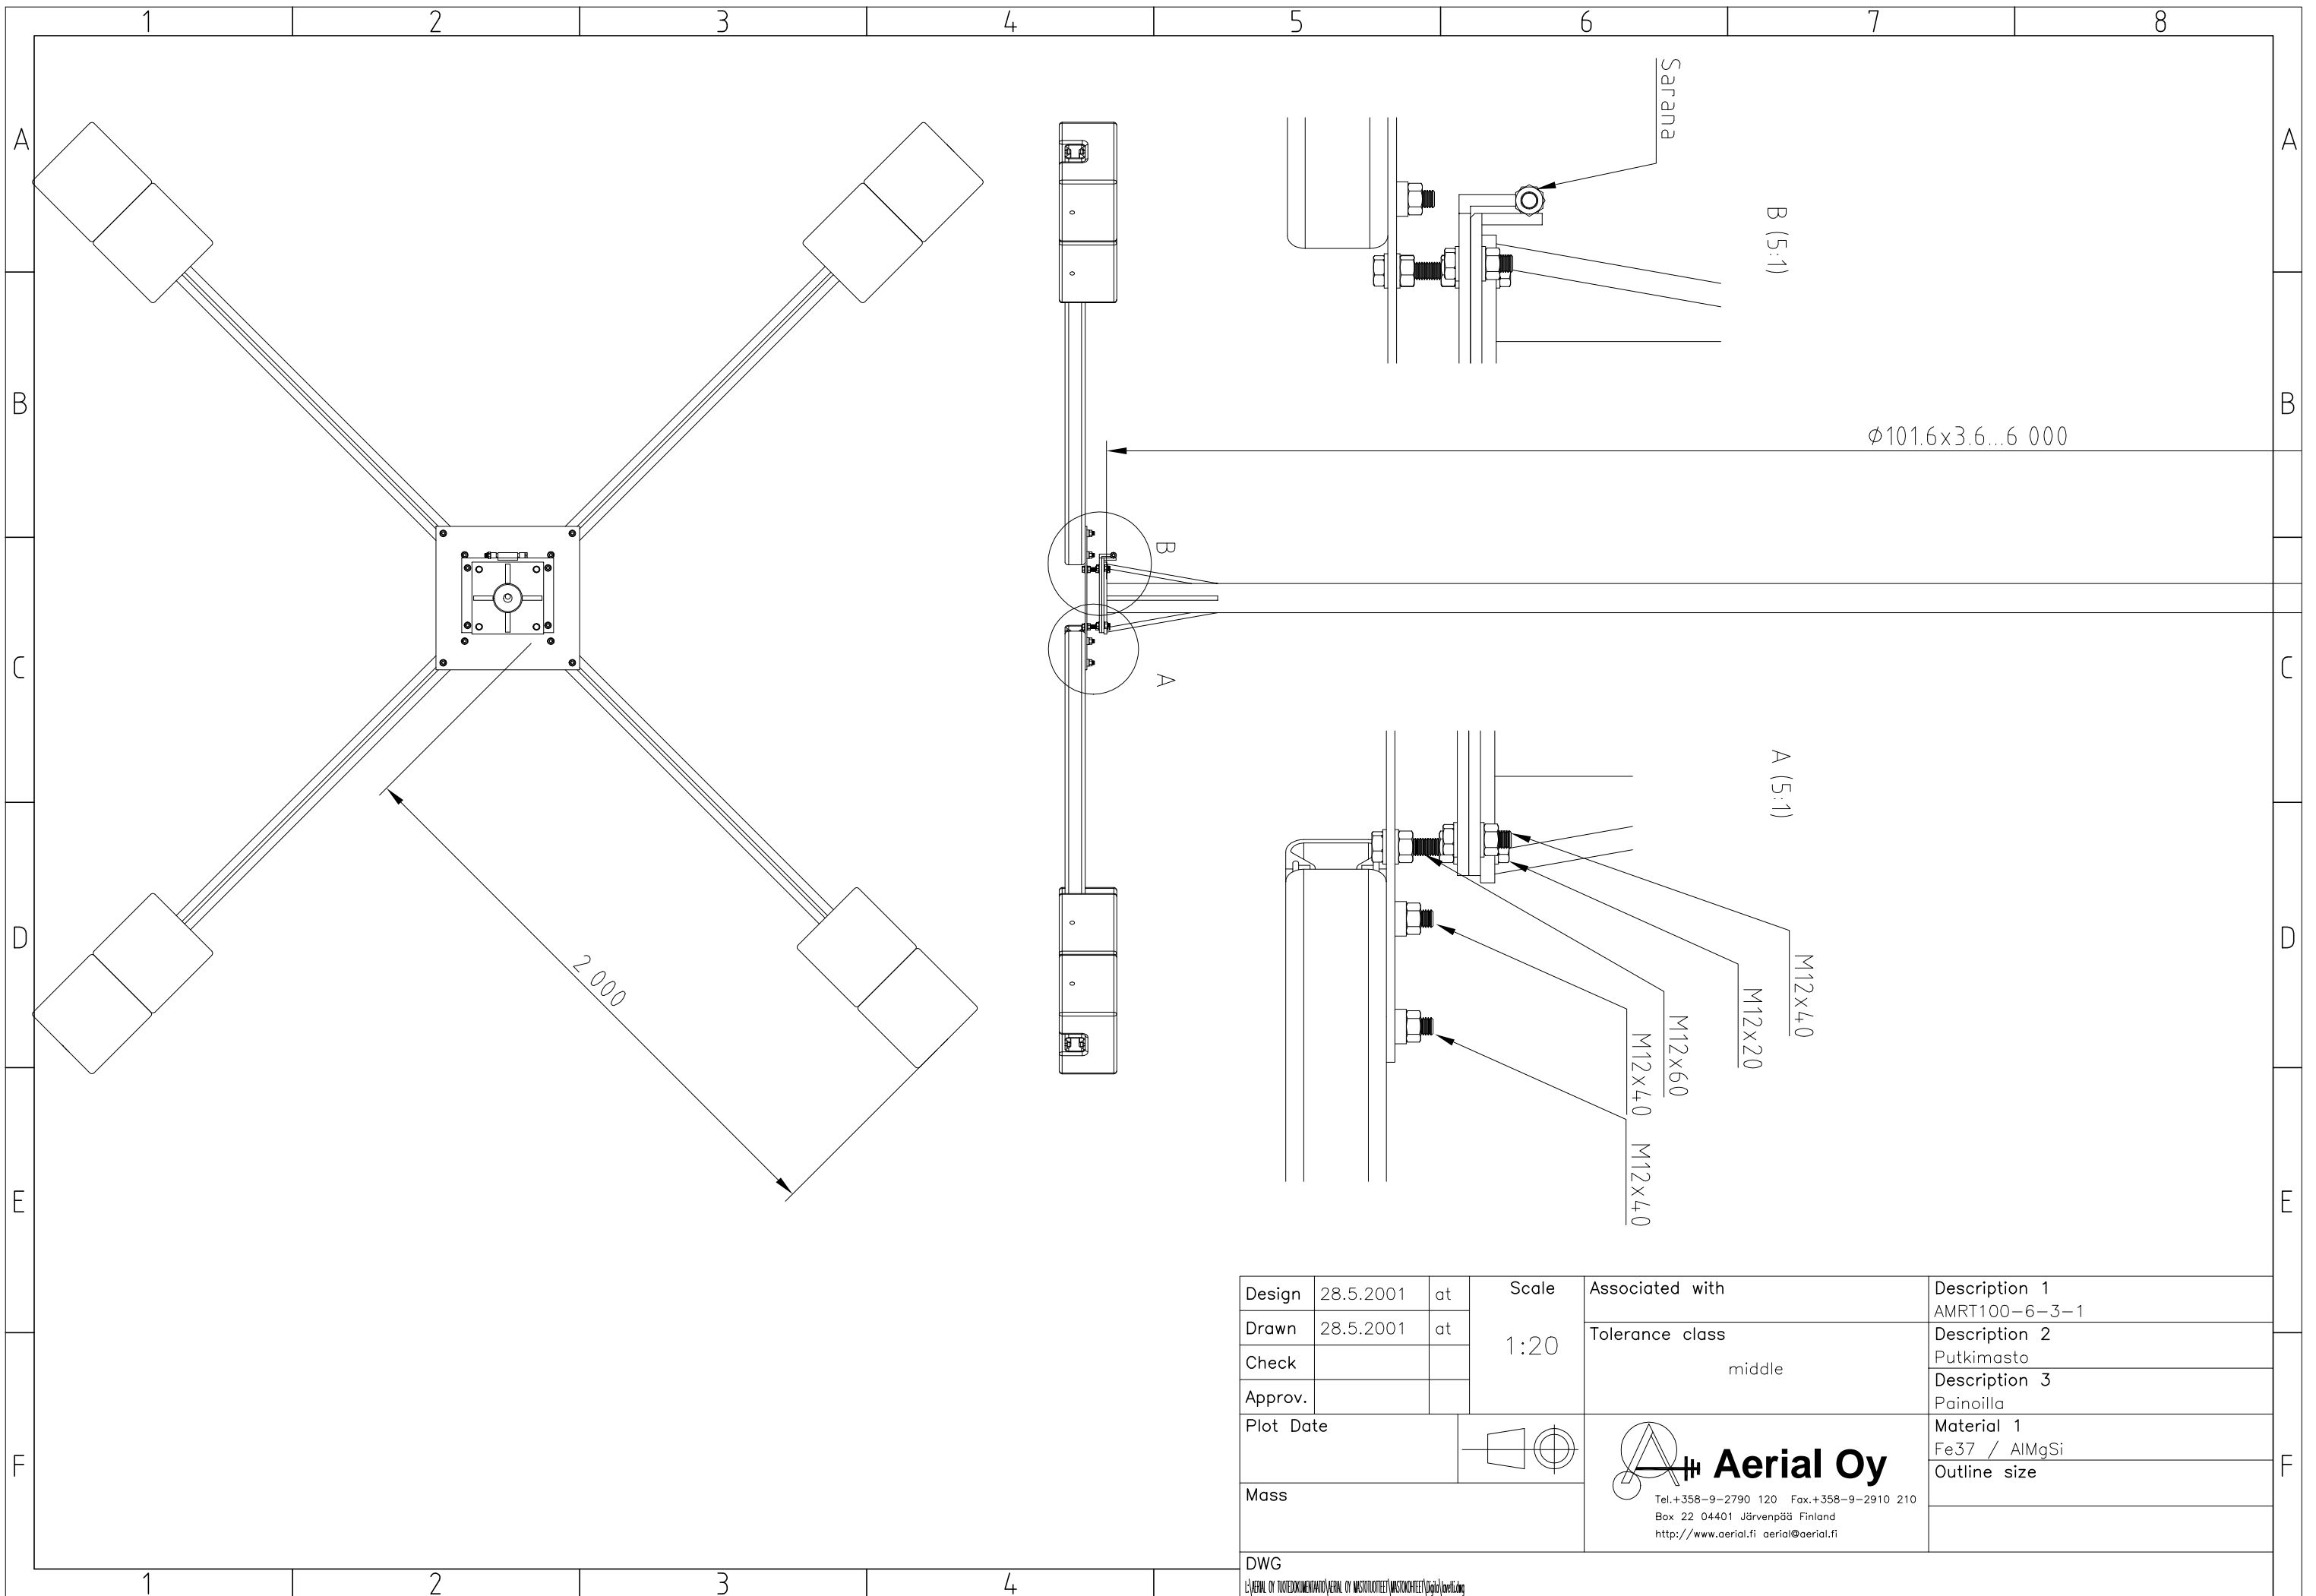 1 2 3 4 5 6 7 8
A A
B B
C C
D D
E E
F F
1 2 3 4
Sarana
B (5:1)
Ø101.6x3.6...6 000
B
A
A (5:1)
2 000
M12x40
M12x20
M12x60
M12x40
M12x40
Design 28.5.2001 at
Drawn 28.5.2001 at
Check
Approv.
Scale
1:20
Associated with
Tolerance class
middle
Description 1
AMRT100-6-3-1
Description 2
Putkimasto
Description 3
Painoilla
Plot Date
Mass
Aerial Oy
Tel.+358-9-2790 120 Fax.+358-9-2910 210
Box 22 04401 Järvenpää Finland
http://www.aerial.fi aerial@aerial.fi
Material 1
Fe37 / AlMgSi
Outline size
DWG